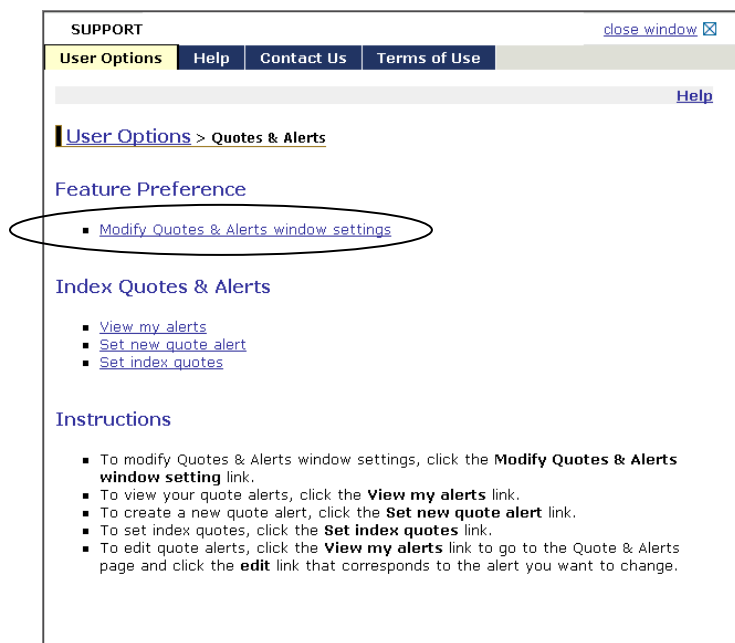 SUPPORT close window
User Options Help Contact Us Terms of Use
Help
User Options > Quotes & Alerts
Feature Preference
Modify Quotes & Alerts window settings
Index Quotes & Alerts
View my alerts
Set new quote alert
Set index quotes
Instructions
To modify Quotes & Alerts window settings, click the Modify Quotes & Alerts
window setting link.
To view your quote alerts, click the View my alerts link.
To create a new quote alert, click the Set new quote alert link.
To set index quotes, click the Set index quotes link.
To edit quote alerts, click the View my alerts link to go to the Quote & Alerts
page and click the edit link that corresponds to the alert you want to change.